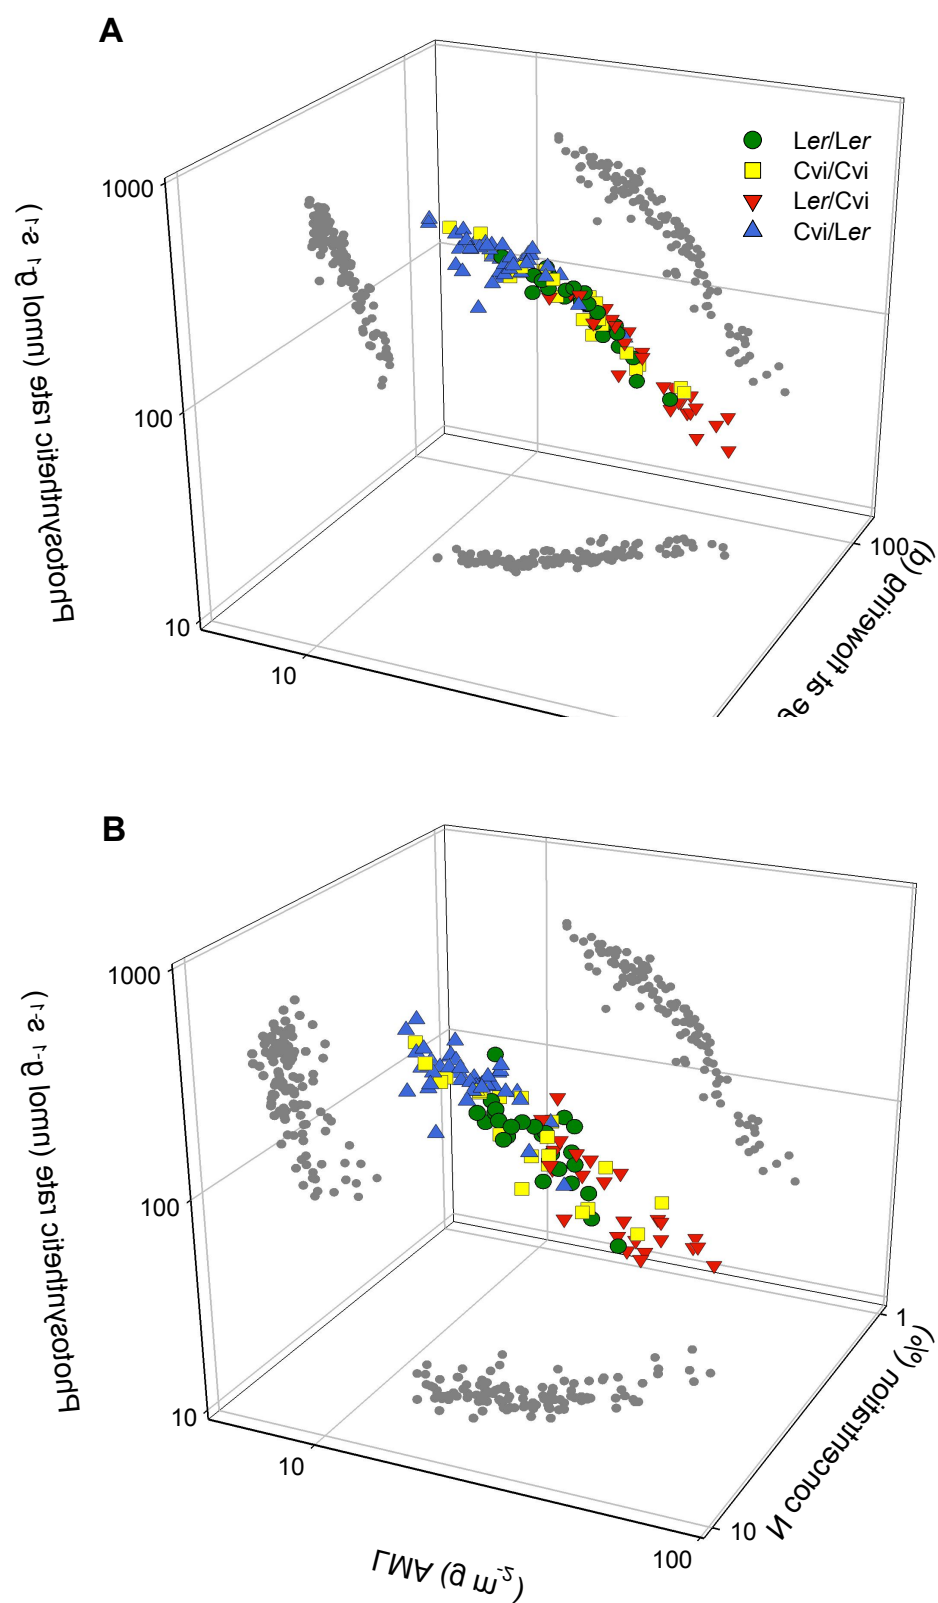 A
Ler/Ler
Cvi/Cvi
Ler/Cvi
Cvi/Ler
1000
100
10
Photosynthetic rate (nmol g-1 s-1)
10
100
ge at flowering (d)
B
1000
100
10
Photosynthetic rate (nmol g-1 s-1)
10
100
LMA (g m-2)
1
10
N concentration (%)